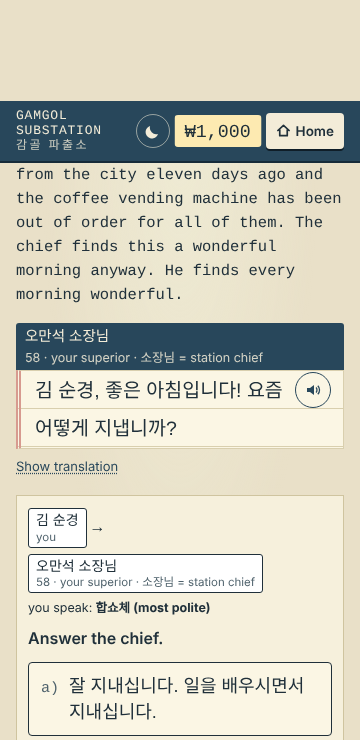 GAMGOL
SUBSTATION
감골 파출소
₩1,000
Home
from the city eleven days ago and
the coffee vending machine has been
out of order for all of them. The
chief finds this a wonderful
morning anyway. He finds every
morning wonderful.
오만석 소장님
58 · your superior · 소장님 = station chief
김 순경, 좋은 아침입니다! 요즘
어떻게 지냅니까?
Show translation
김 순경
you
→
오만석 소장님
58 · your superior · 소장님 = station chief
you speak: 합쇼체 (most polite)
Answer the chief.
a) 잘 지내십니다. 일을 배우시면서
지내십니다.